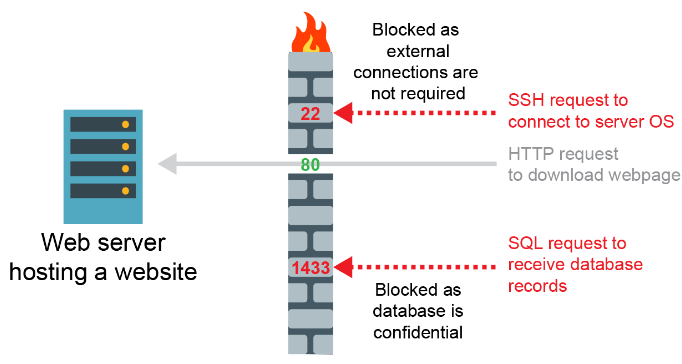 Blocked as
external
connections are
not required
22
SSH request to
connect to server OS
80
HTTP request
to download webpage
Web server
hosting a website
1433
SQL request to
receive database
records
Blocked as
database is
confidential